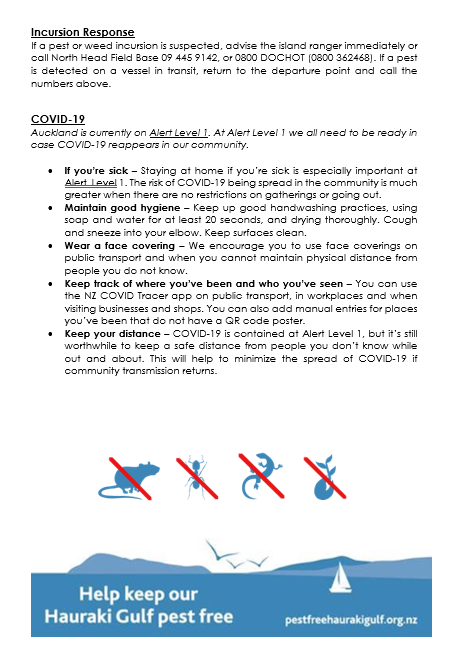 Incursion Response
If a pest or weed incursion is suspected, advise the island ranger immediately or
call North Head Field Base 09 445 9142, or 0800 DOCHOT (0800 362468). If a pest
is detected on a vessel in transit, return to the departure point and call the
numbers above.
COVID-19
Auckland is currently on Alert Level 1. At Alert Level 1 we all need to be ready in
case COVID-19 reappears in our community.
• If you're sick – Staying at home if you're sick is especially important at
Alert Level 1. The risk of COVID-19 being spread in the community is much
greater when there are no restrictions on gatherings or going out.
• Maintain good hygiene – Keep up good handwashing practices, using
soap and water for at least 20 seconds, and drying thoroughly. Cough
and sneeze into your elbow. Keep surfaces clean.
• Wear a face covering – We encourage you to use face coverings on
public transport and when you cannot maintain physical distance from
people you do not know.
• Keep track of where you've been and who you've seen – You can use
the NZ COVID Tracer app on public transport, in workplaces and when
visiting businesses and shops. You can also add manual entries for places
you've been that do not have a QR code poster.
• Keep your distance – COVID-19 is contained at Alert Level 1, but it's still
worthwhile to keep a safe distance from people you don't know while
out and about. This will help to minimize the spread of COVID-19 if
community transmission returns.
Help keep our
Hauraki Gulf pest free
pestfreehaurakigulf.org.nz